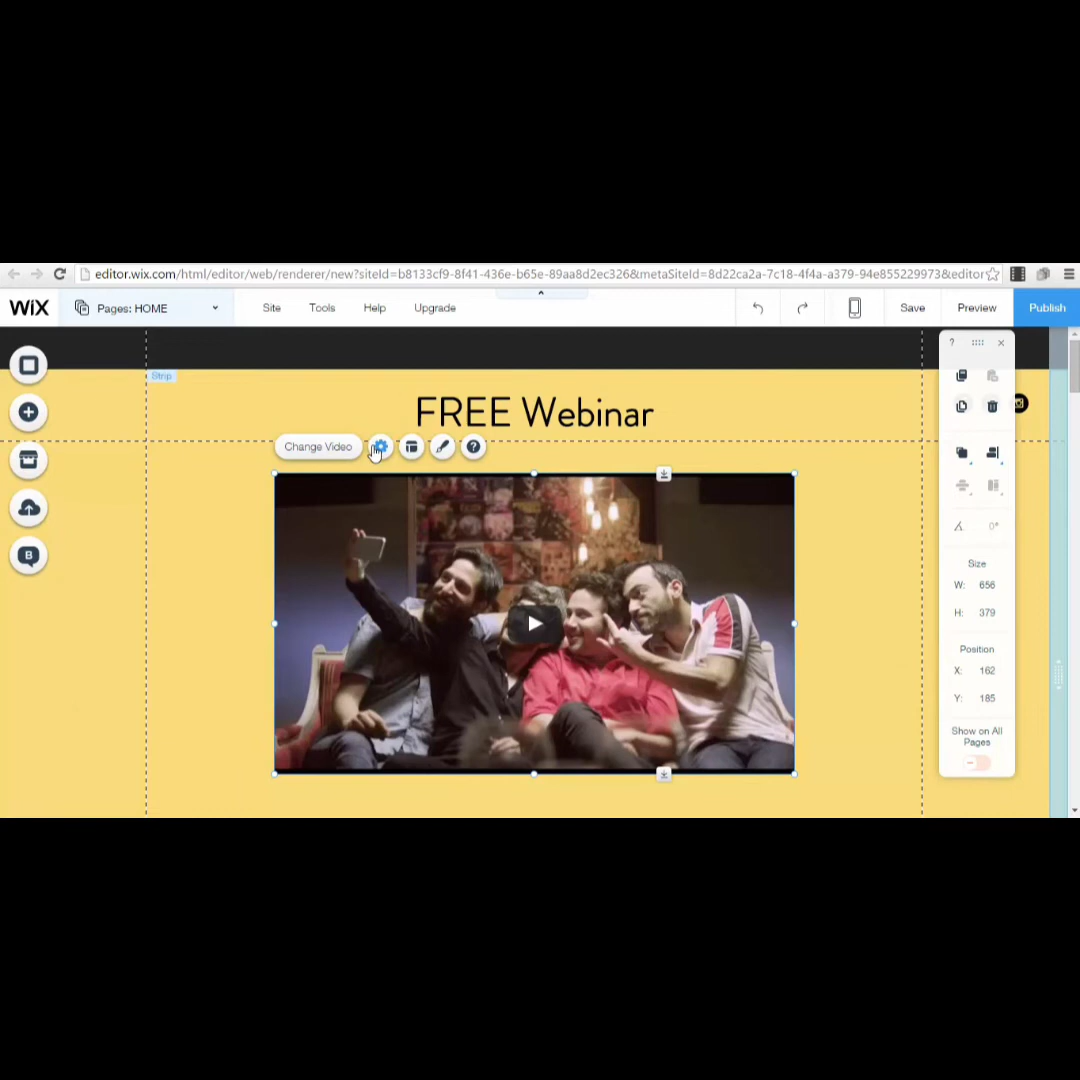 editor.wix.com/html/editor/web/renderer/new?siteId=b8133cf9-8f41-436e-b65e-89aa8d2ec326&metaSiteId=8d22ca2a-7c18-4f4a-a379-94e855229973&editor
WiX Pages: HOME Site Tools Help Upgrade Save Preview Publish
?
Strip
FREE Webinar
Change Video ?
B
0°
Size
W: 656
H: 379
Position
X: 162
Y: 185
Show on All
Pages